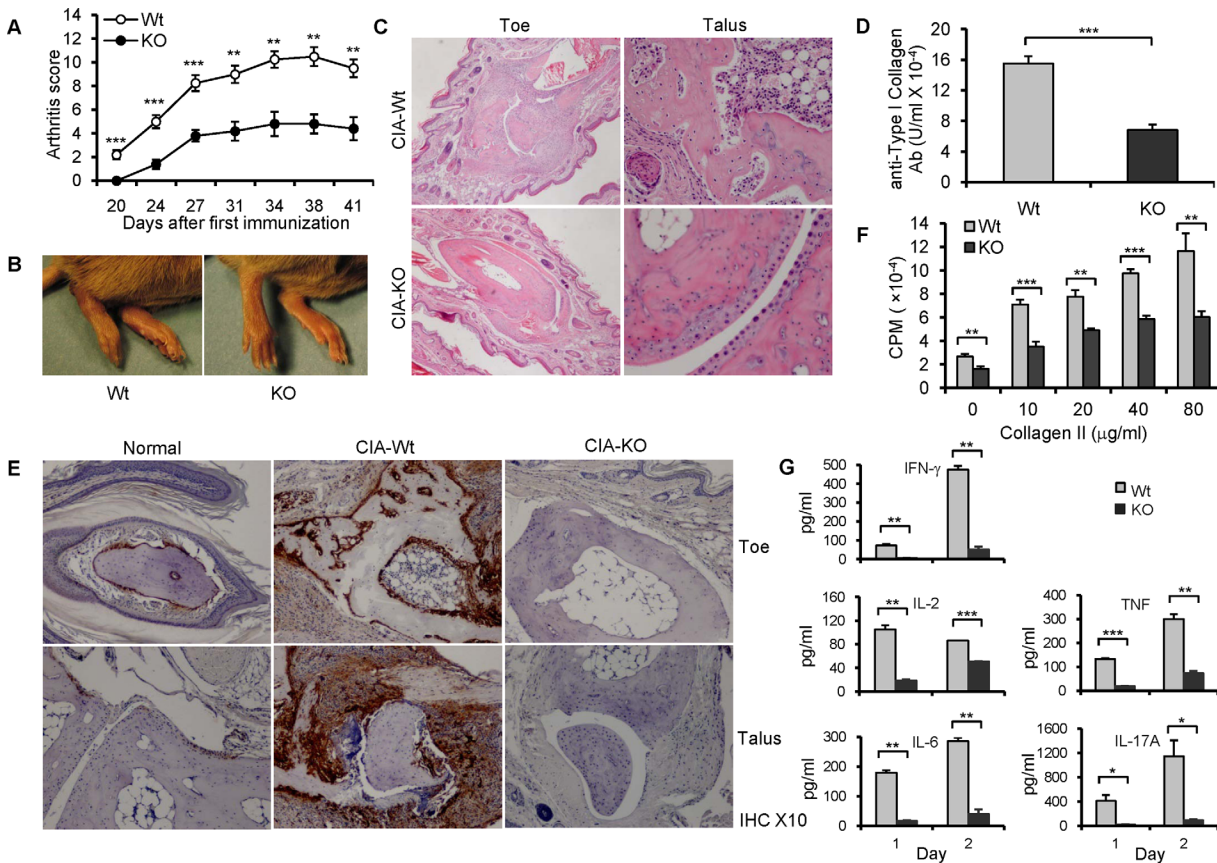 A
Wt
KO
Arthritis score
14
12
10
8
6
4
2
0
***
***
***
**
**
**
**
20 24 27 31 34 38 41
Days after first immunization
B
Wt KO
C
Toe Talus
CIA-Wt
CIA-KO
D
***
anti-Type I Collagen
Ab (U/ml X 10-4)
20
16
12
8
4
0
Wt KO
F
Wt
KO
CPM ( ×10-4)
14
12
10
8
6
4
2
0
**
***
**
***
**
0 10 20 40 80
Collagen II (µg/ml)
E
Normal CIA-Wt CIA-KO
Toe
Talus
IHC X10
G
Wt
KO
IFN-γ
pg/ml
500
400
300
200
100
0
**
**
IL-2
pg/ml
160
120
80
40
0
**
***
TNF
pg/ml
400
300
200
100
0
***
**
IL-6
pg/ml
300
200
100
0
**
**
1 2
Day
IL-17A
pg/ml
1600
1200
800
400
0
*
*
1 2
Day